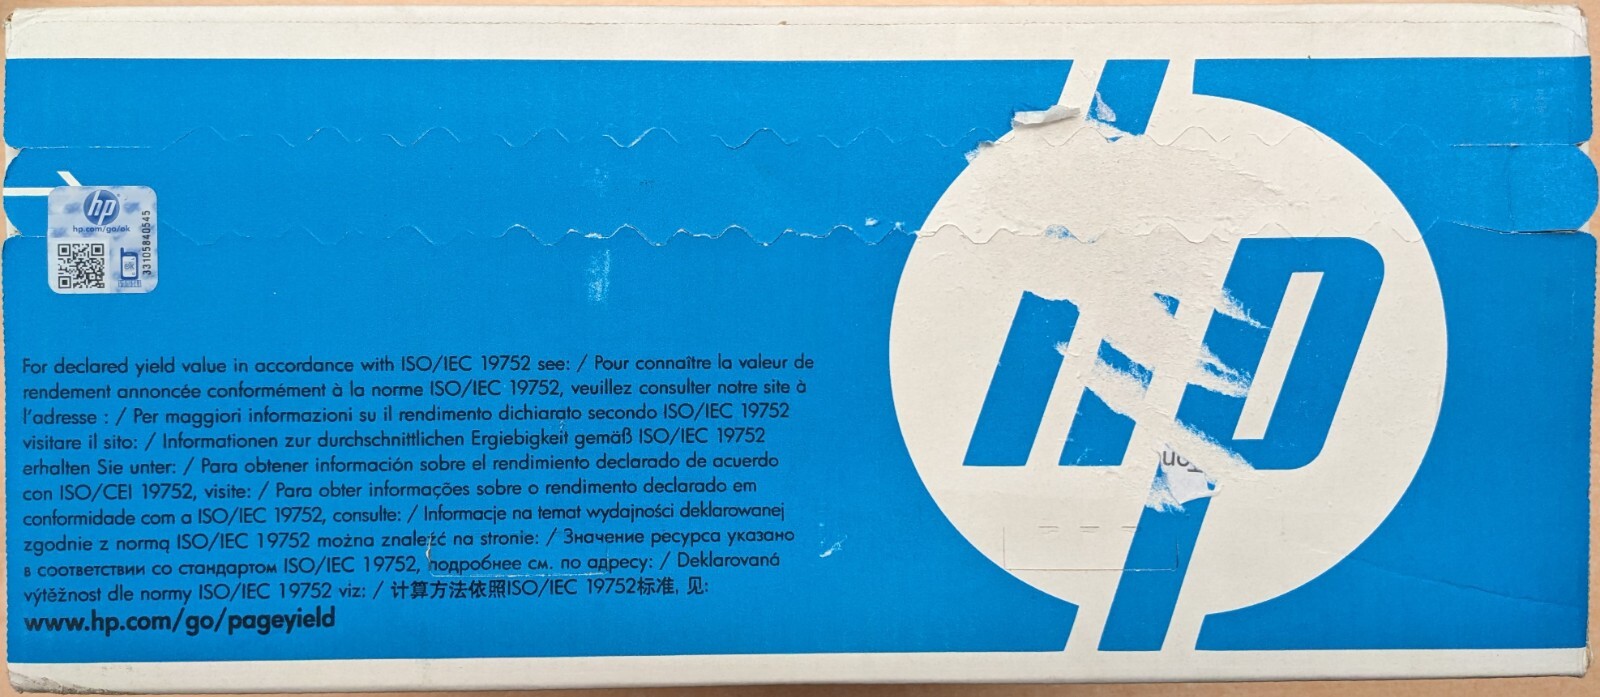 hp
hp.com/go/ok
33105840545
For declared yield value in accordance with ISO/IEC 19752 see: / Pour connaître la valeur de
rendement annoncée conformément à la norme ISO/IEC 19752, veuillez consulter notre site à
l'adresse : / Per maggiori informazioni su il rendimento dichiarato secondo ISO/IEC 19752
visitare il sito: / Informationen zur durchschnittlichen Ergiebigkeit gemäß ISO/IEC 19752
erhalten Sie unter: / Para obtener información sobre el rendimiento declarado de acuerdo
con ISO/CEI 19752, visite: / Para obter informações sobre o rendimento declarado em
conformidade com a ISO/IEC 19752, consulte: / Informacje na temat wydajności deklarowanej
zgodnie z normą ISO/IEC 19752 można znaleźć na stronie: / Значение ресурса указано
в соответствии со стандартом ISO/IEC 19752, подробнее см. по адресу: / Deklarovaná
výtěžnost dle normy ISO/IEC 19752 viz: / 计算方法依照ISO/IEC 19752标准, 见:
www.hp.com/go/pageyield
hp